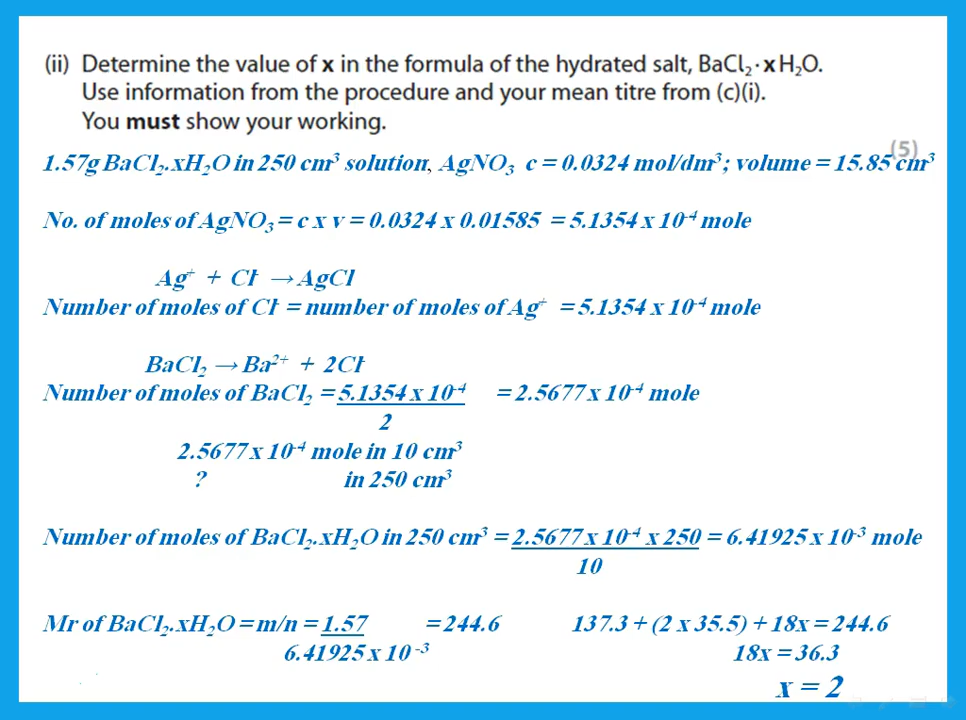 (ii) Determine the value of x in the formula of the hydrated salt, BaCl₂·xH₂O.
Use information from the procedure and your mean titre from (c)(i).
You must show your working.
(5)
1.57g BaCl₂.xH₂O in 250 cm³ solution, AgNO₃ c = 0.0324 mol/dm³; volume = 15.85 cm³
No. of moles of AgNO₃ = c x v = 0.0324 x 0.01585 = 5.1354 x 10⁻⁴ mole
Ag⁺ + Cl⁻ → AgCl
Number of moles of Cl⁻ = number of moles of Ag⁺ = 5.1354 x 10⁻⁴ mole
BaCl₂ → Ba²⁺ + 2Cl⁻
Number of moles of BaCl₂ = 5.1354 x 10⁻⁴ = 2.5677 x 10⁻⁴ mole
2
2.5677 x 10⁻⁴ mole in 10 cm³
? in 250 cm³
Number of moles of BaCl₂.xH₂O in 250 cm³ = 2.5677 x 10⁻⁴ x 250 = 6.41925 x 10⁻³ mole
10
Mr of BaCl₂.xH₂O = m/n = 1.57 = 244.6 137.3 + (2 x 35.5) + 18x = 244.6
6.41925 x 10 ⁻³ 18x = 36.3
x = 2